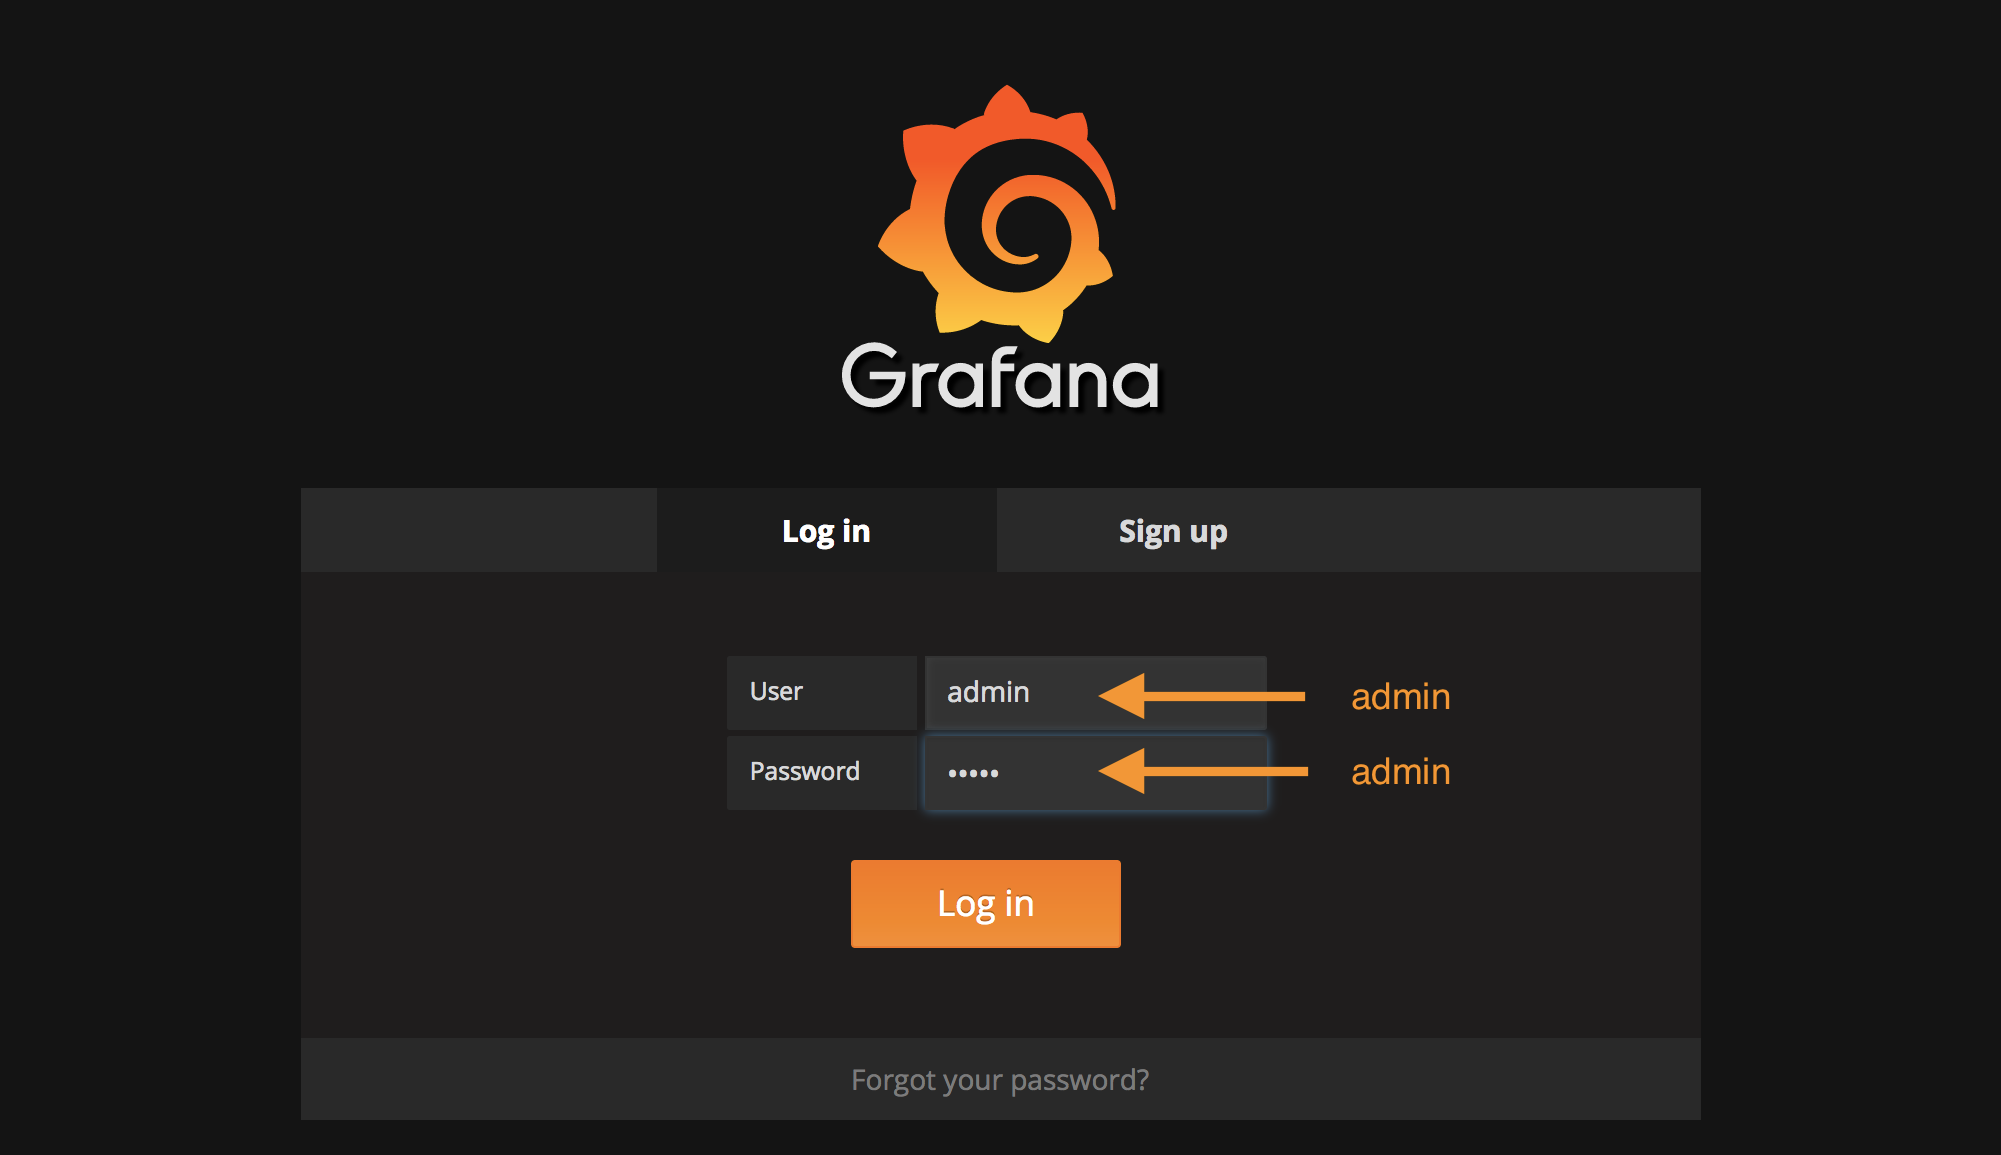 Grafana
Log in Sign up
User admin admin
Password ••••• admin
Log in
Forgot your password?